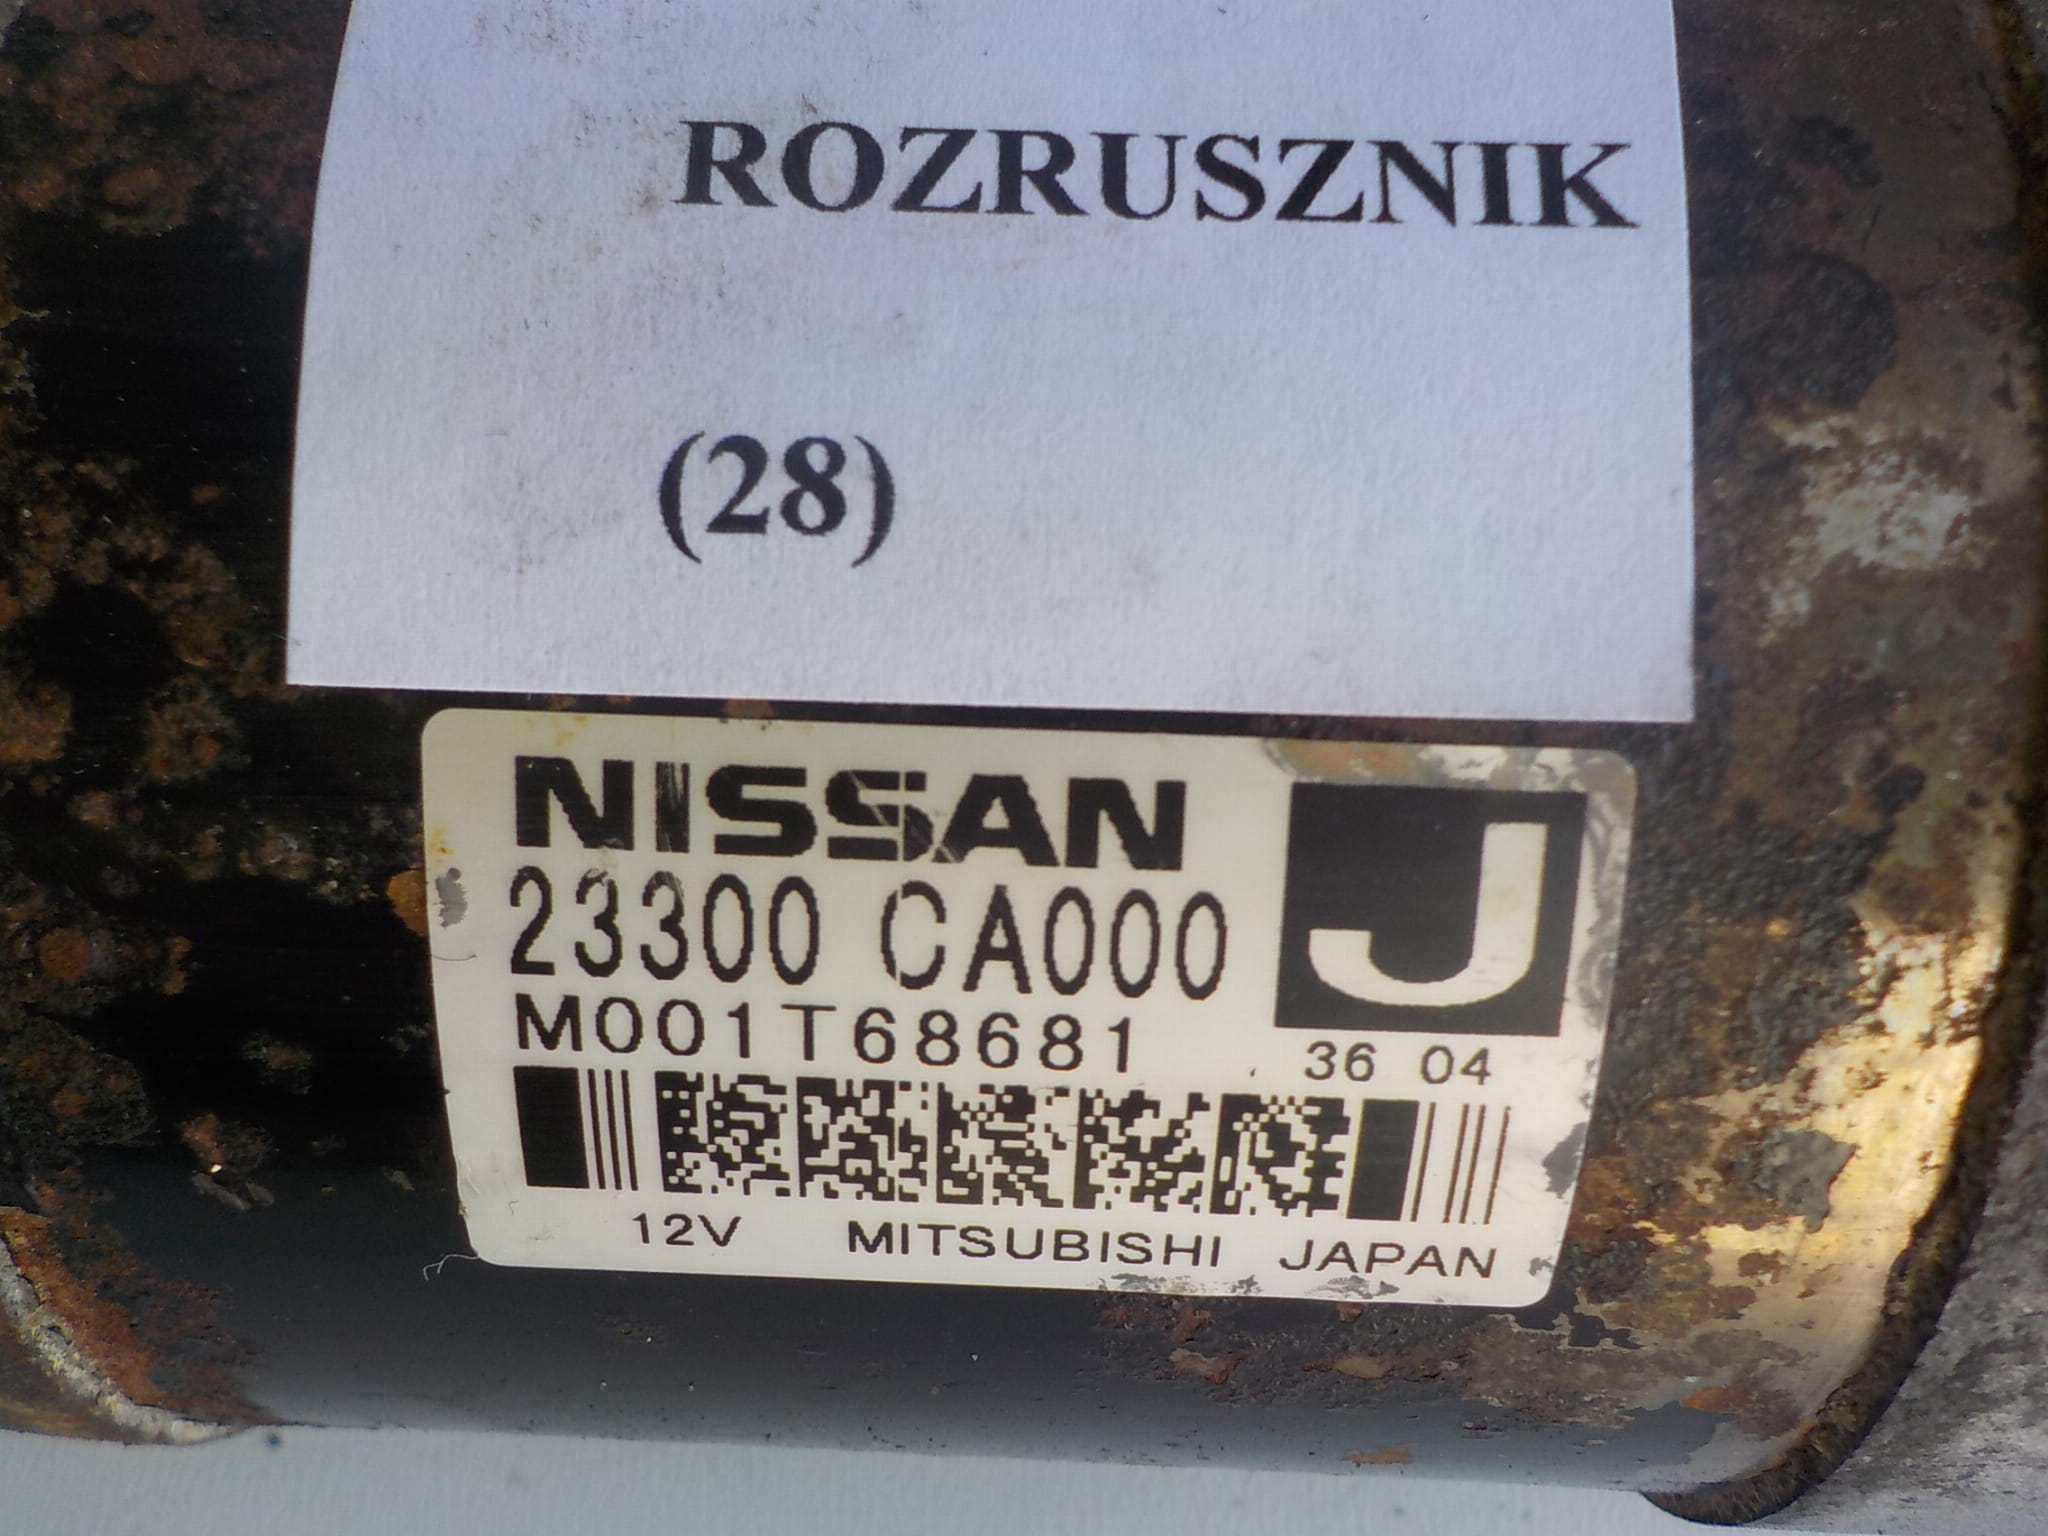 ROZRUSZNIK
(28)
NISSAN
23300 CA000
J
M001T68681
36 04
12V MITSUBISHI JAPAN